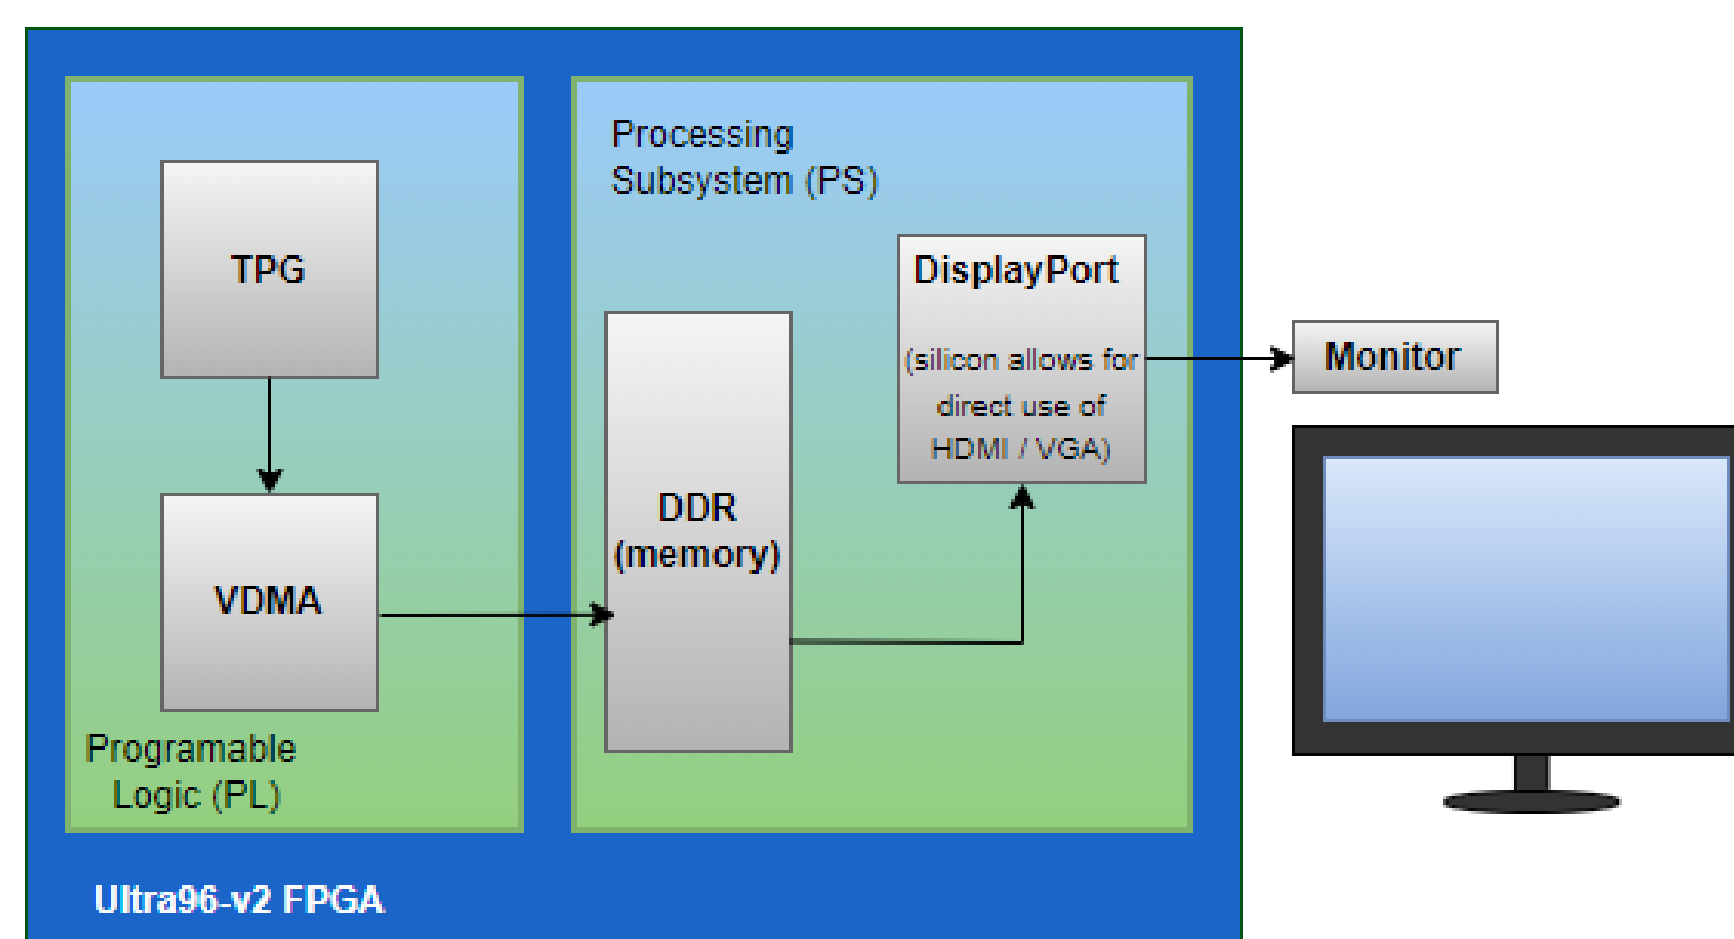 TPG
VDMA
Programable
Logic (PL)
Processing
Subsystem (PS)
DDR
(memory)
DisplayPort
(silicon allows for
direct use of
HDMI / VGA)
Monitor
Ultra96-v2 FPGA